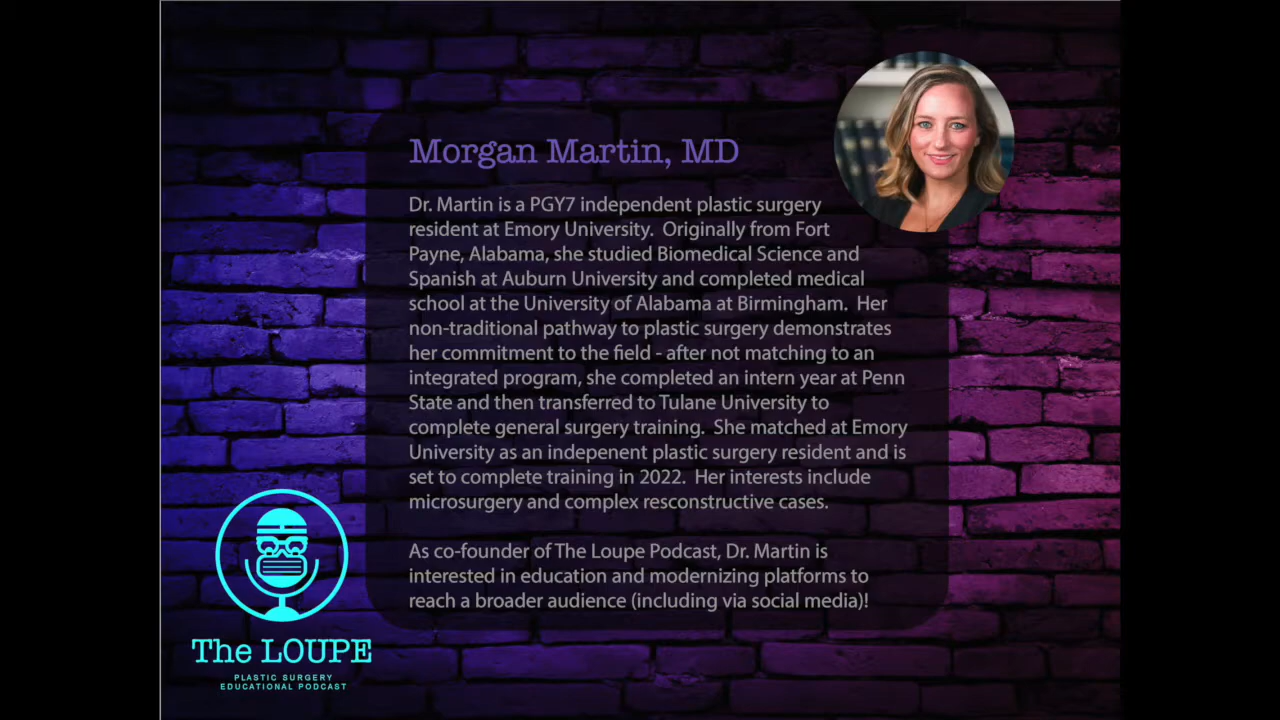 Morgan Martin, MD
Dr. Martin is a PGY7 independent plastic surgery
resident at Emory University.  Originally from Fort
Payne, Alabama, she studied Biomedical Science and
Spanish at Auburn University and completed medical
school at the University of Alabama at Birmingham.  Her
non-traditional pathway to plastic surgery demonstrates
her commitment to the field - after not matching to an
integrated program, she completed an intern year at Penn
State and then transferred to Tulane University to
complete general surgery training.  She matched at Emory
University as an indepenent plastic surgery resident and is
set to complete training in 2022.  Her interests include
microsurgery and complex resconstructive cases.
As co-founder of The Loupe Podcast, Dr. Martin is
interested in education and modernizing platforms to
reach a broader audience (including via social media)!
The LOUPE
PLASTIC SURGERY
EDUCATIONAL PODCAST